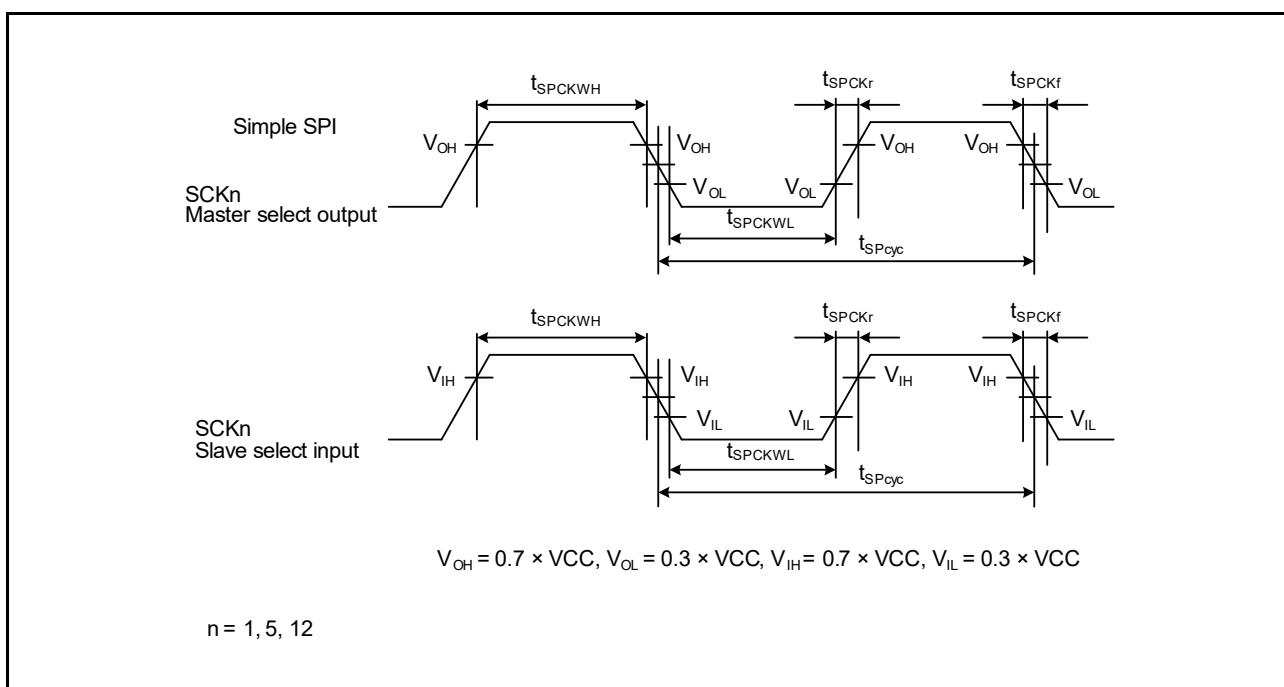 tSPCKWH
tSPCKr
tSPCKf
Simple SPI
VOH
VOH
VOH
VOH
SCKn
Master select output
VOL
VOL
VOL
tSPCKWL
tSPcyc
tSPCKWH
tSPCKr
tSPCKf
VIH
VIH
VIH
VIH
SCKn
Slave select input
VIL
VIL
VIL
tSPCKWL
tSPcyc
VOH = 0.7 × VCC, VOL = 0.3 × VCC, VIH = 0.7 × VCC, VIL = 0.3 × VCC
n = 1, 5, 12